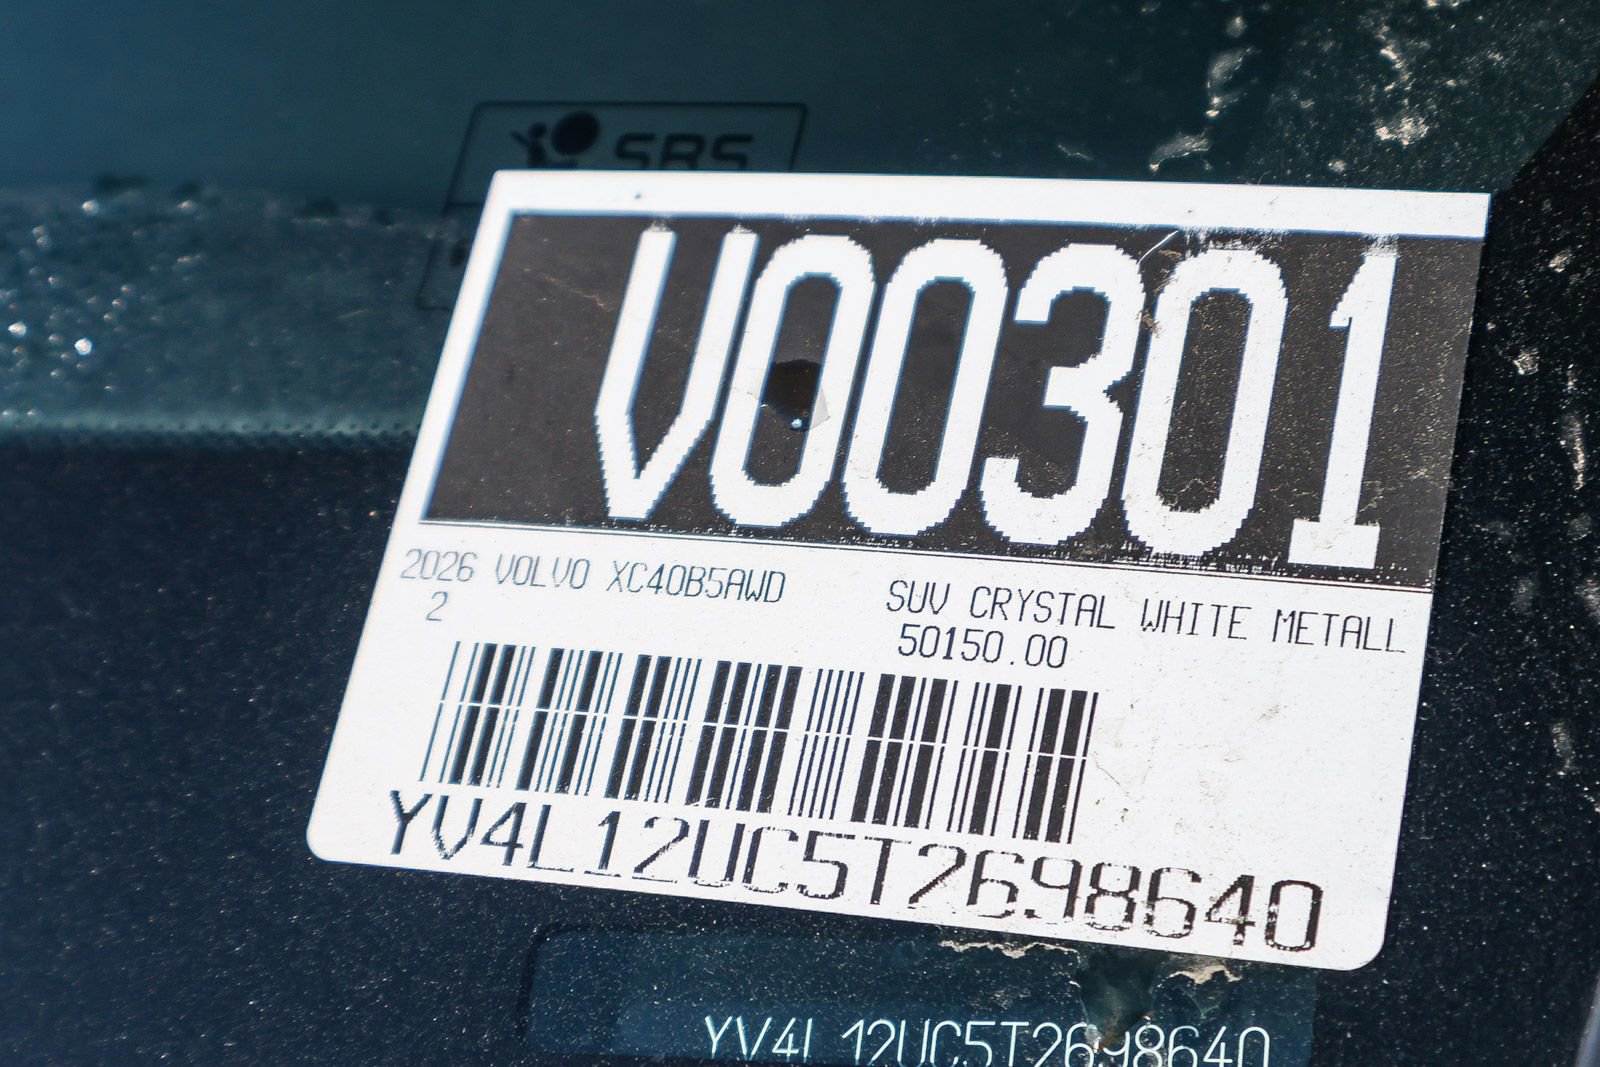 SRS
V00301
2026 VOLVO XC40B5AWD SUV CRYSTAL WHITE METALL
2 50150.00
YV4L12UC5T2698640
YV4L12UC5T2698640